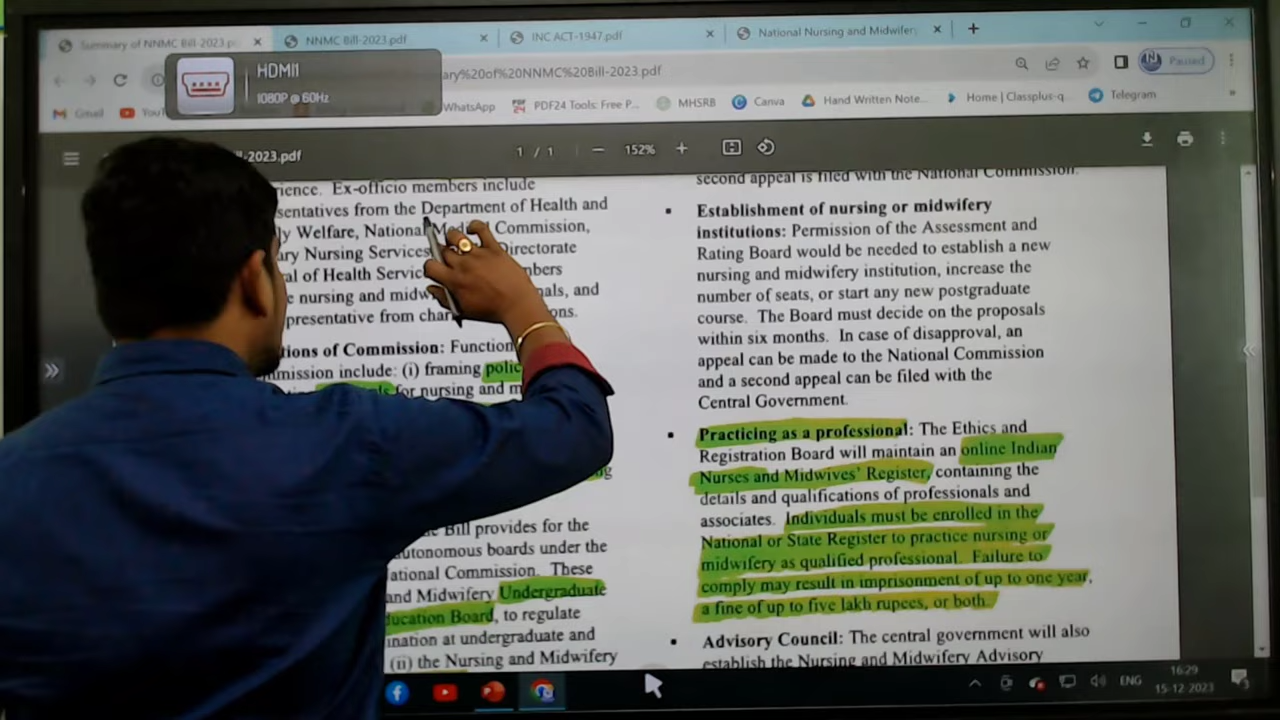 Summary of NNMC Bill-2023
NNMC Bill-2023.pdf
INC ACT-1947.pdf
National Nursing and Midwifery
HDMI1
1080P @ 60Hz
ary%20of%20NNMC%20Bill-2023.pdf
Paused
Gmail
WhatsApp
PDF24 Tools: Free P...
MHSRB
Canva
Hand Written Note...
Home | Classplus-q...
Telegram
-2023.pdf
1 / 1
152%
rience. Ex-officio members include
sentatives from the Department of Health and
ly Welfare, National Commission,
ary Nursing Services Directorate
al of Health
nursing and
als, and
presentative from
tions of Commission:
mmission include: (i) framing
for nursing and
Bill provides for the
autonomous boards under the
ational Commission. These
and Midwifery Undergraduate
ducation Board, to regulate
ination at undergraduate and
(ii) the Nursing and Midwifery
second appeal is filed with the National Commission.
▪ Establishment of nursing or midwifery
institutions: Permission of the Assessment and
Rating Board would be needed to establish a new
nursing and midwifery institution, increase the
number of seats, or start any new postgraduate
course. The Board must decide on the proposals
within six months. In case of disapproval, an
appeal can be made to the National Commission
and a second appeal can be filed with the
Central Government.
▪ Practicing as a professional: The Ethics and
Registration Board will maintain an online Indian
Nurses and Midwives' Register, containing the
details and qualifications of professionals and
associates. Individuals must be enrolled in the
National or State Register to practice nursing or
midwifery as qualified professional. Failure to
comply may result in imprisonment of up to one year,
a fine of up to five lakh rupees, or both.
▪ Advisory Council: The central government will also
establish the Nursing and Midwifery Advisory
ENG
16:29
15-12-2023